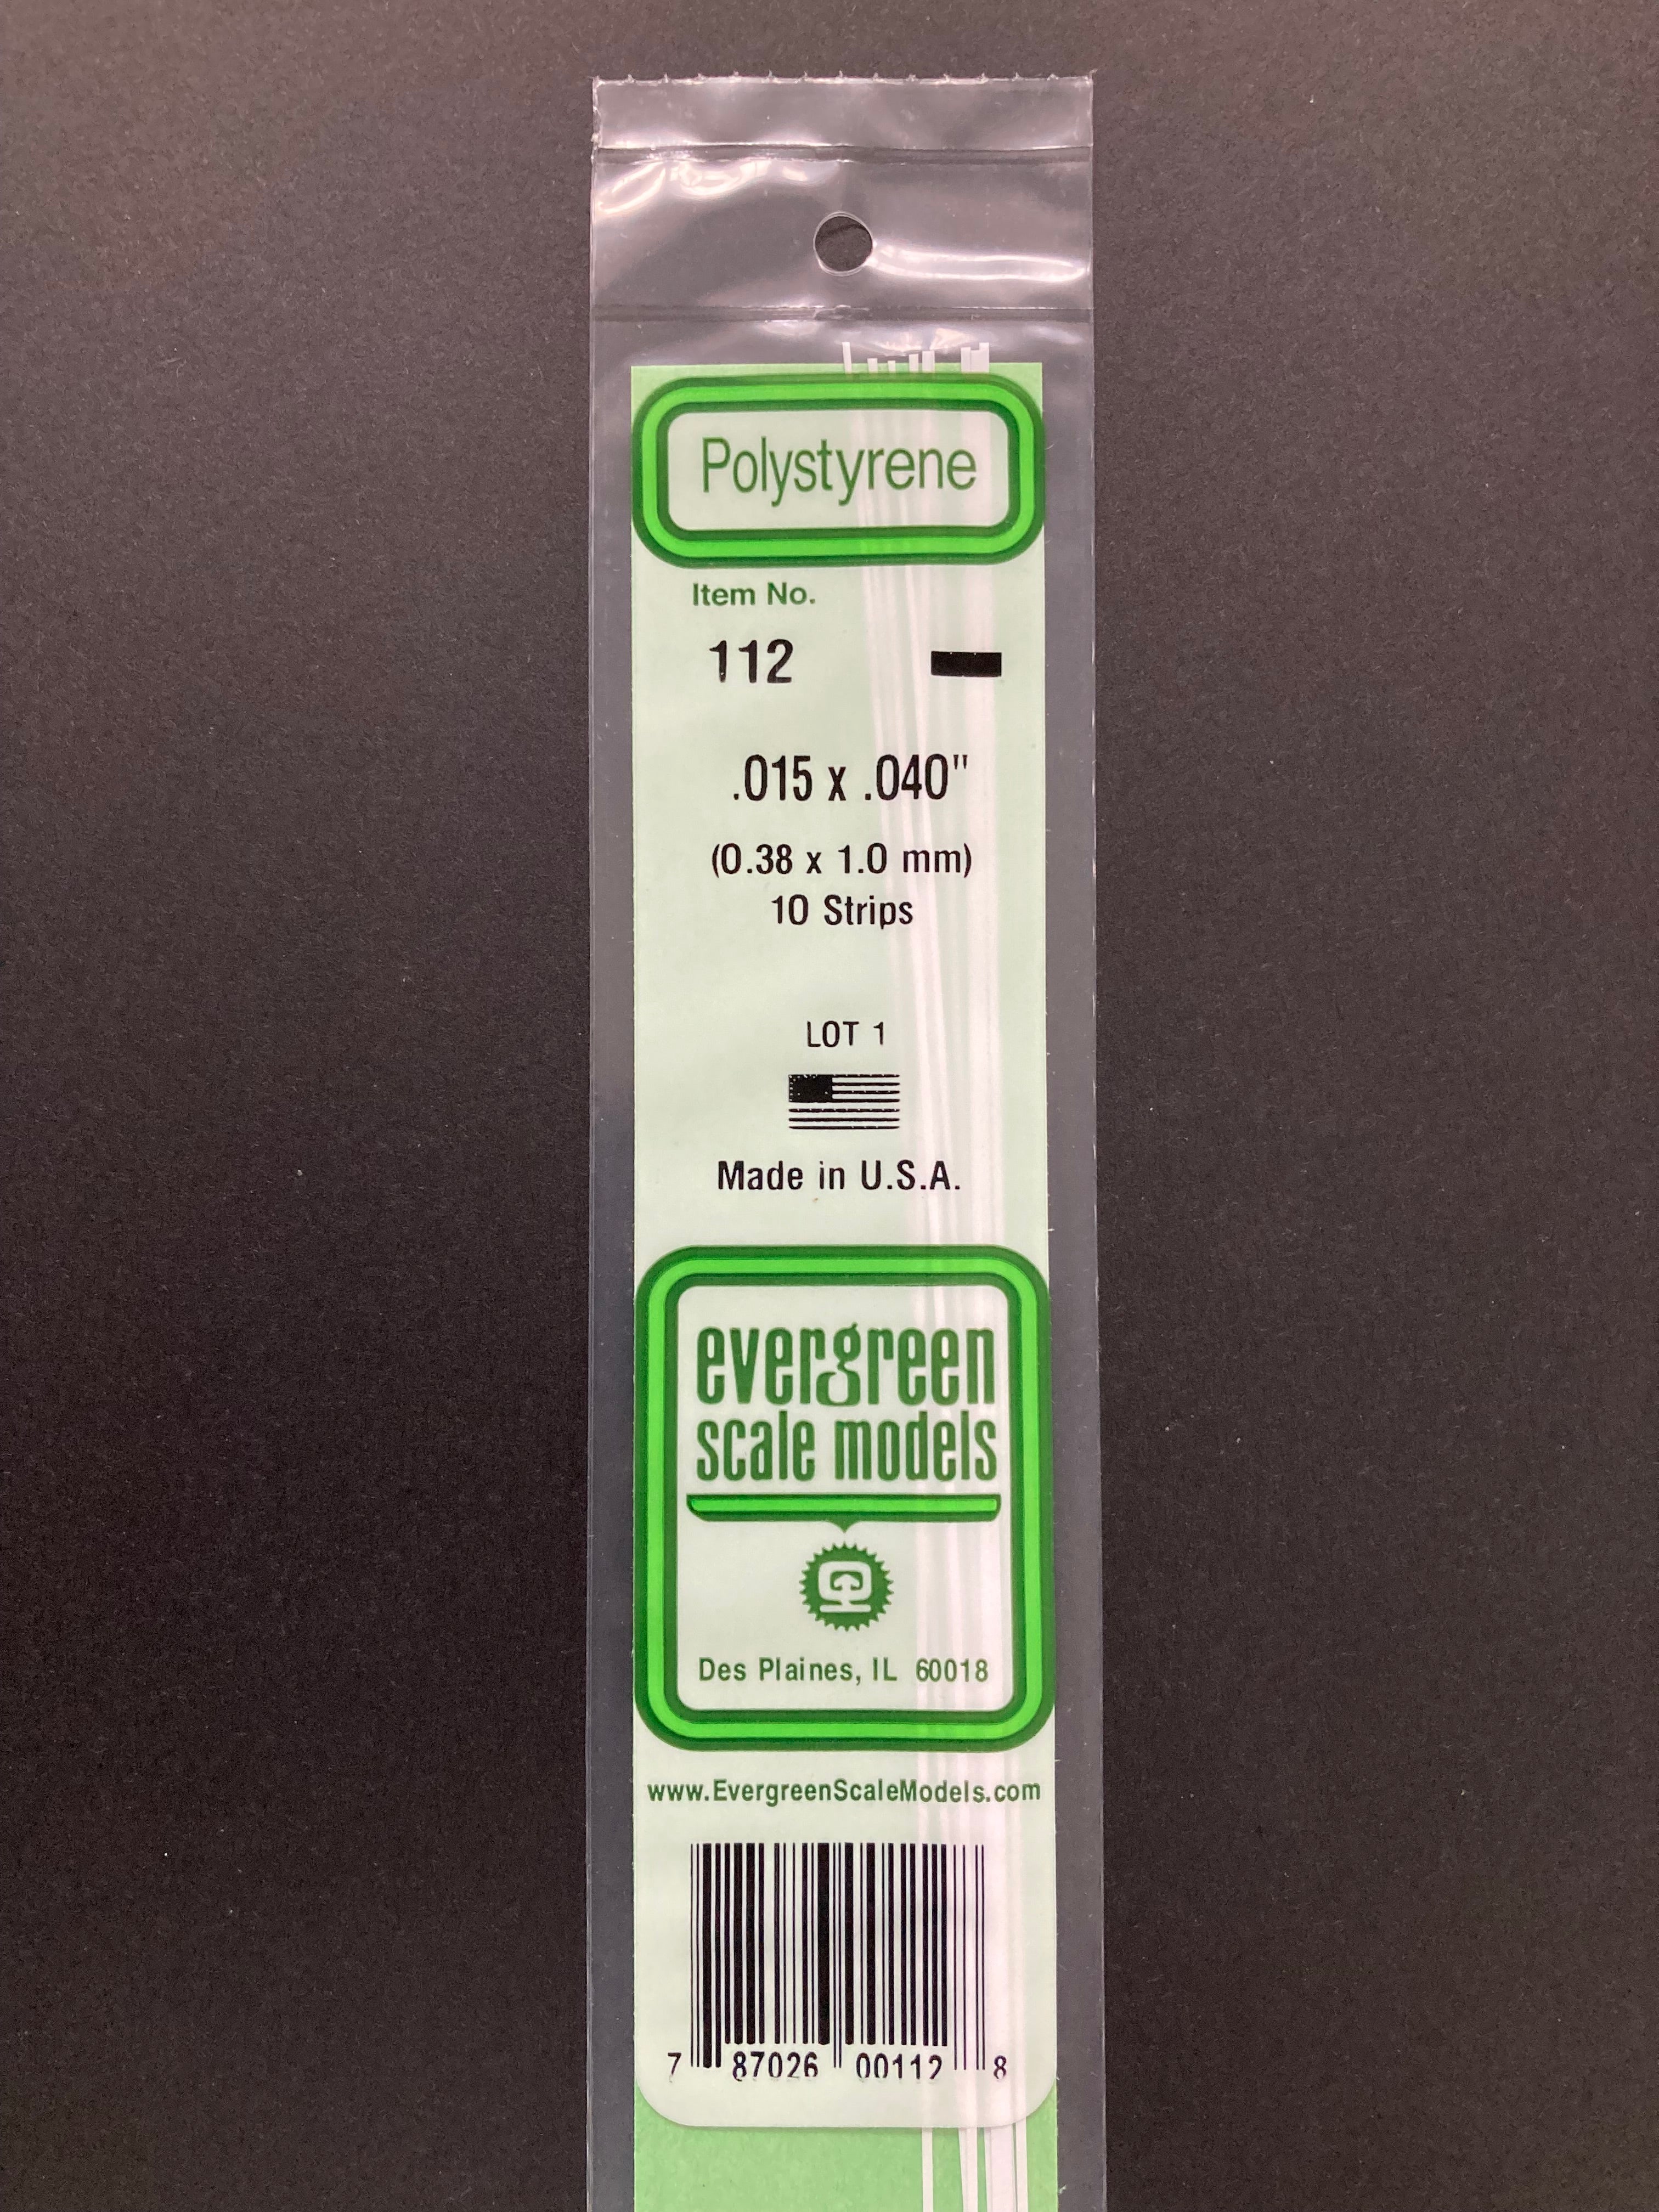 Polystyrene
Item No.
112
.015 x .040"
(0.38 x 1.0 mm)
10 Strips
LOT 1
Made in U.S.A.
evergreen
scale models
Des Plaines, IL 60018
www.EvergreenScaleModels.com
7 87026 00112 8